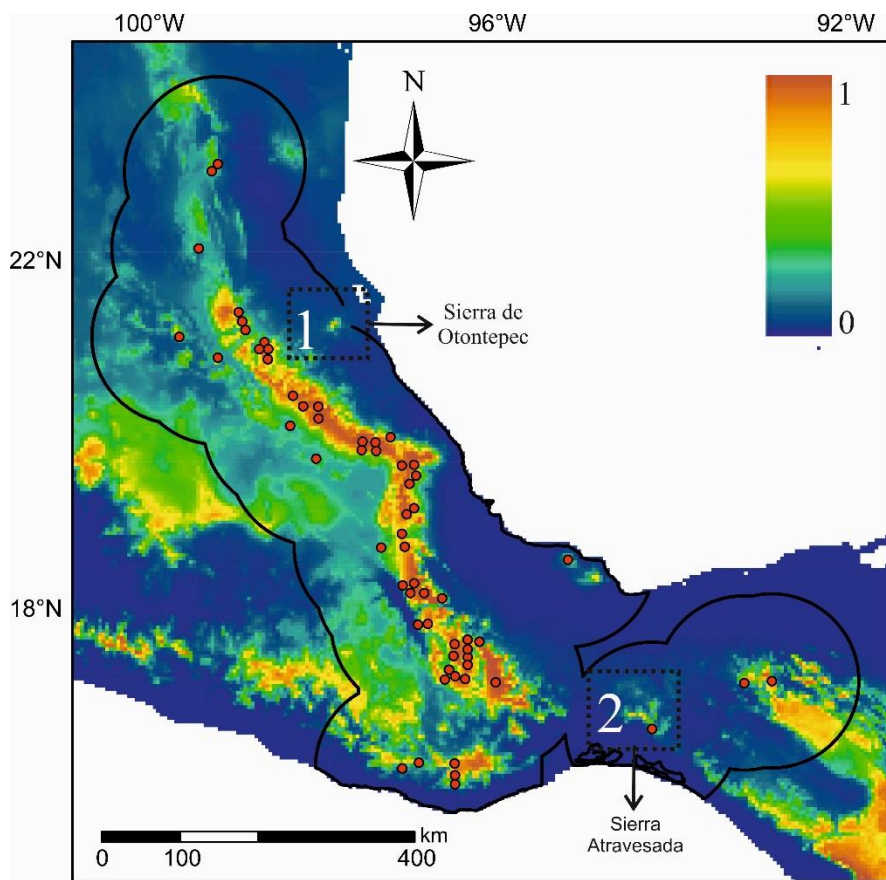 100°W 96°W 92°W
N
1
0
22°N
1
Sierra de
Otontepec
18°N
2
Sierra
Atravesada
km
0 100 400